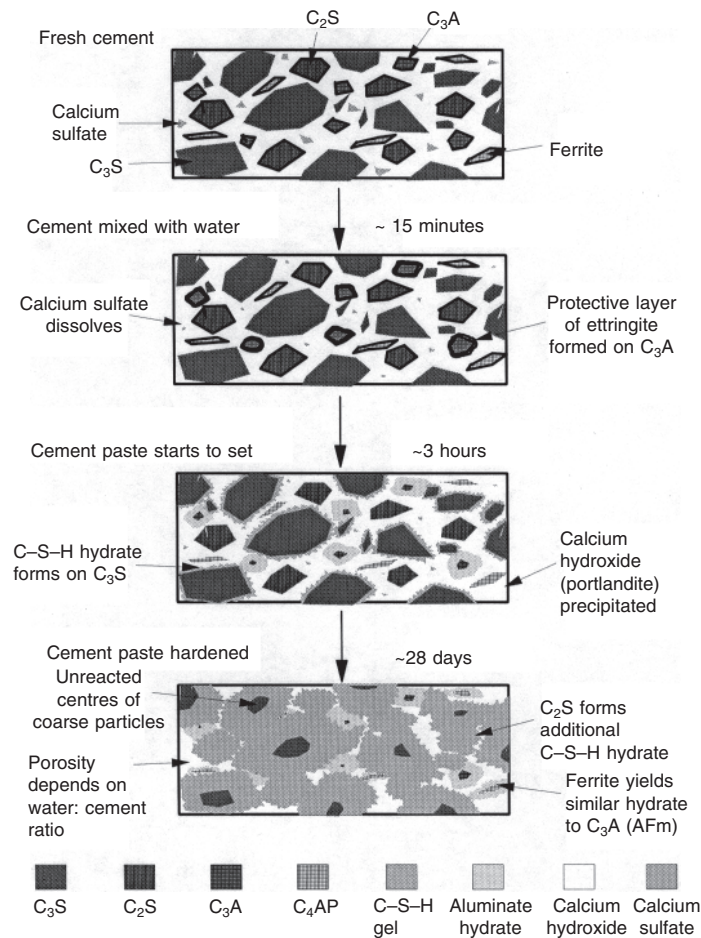 Fresh cement
C₂S
C₃A
Calcium
sulfate
C₃S
Ferrite
Cement mixed with water
~ 15 minutes
Calcium sulfate
dissolves
Protective layer
of ettringite
formed on C₃A
Cement paste starts to set
~3 hours
C–S–H hydrate
forms on C₃S
Calcium
hydroxide
(portlandite)
precipitated
Cement paste hardened
~28 days
Unreacted
centres of
coarse particles
Porosity
depends on
water: cement
ratio
C₂S forms
additional
C–S–H hydrate
Ferrite yields
similar hydrate
to C₃A (AFm)
C₃S
C₂S
C₃A
C₄AP
C–S–H
gel
Aluminate
hydrate
Calcium
hydroxide
Calcium
sulfate